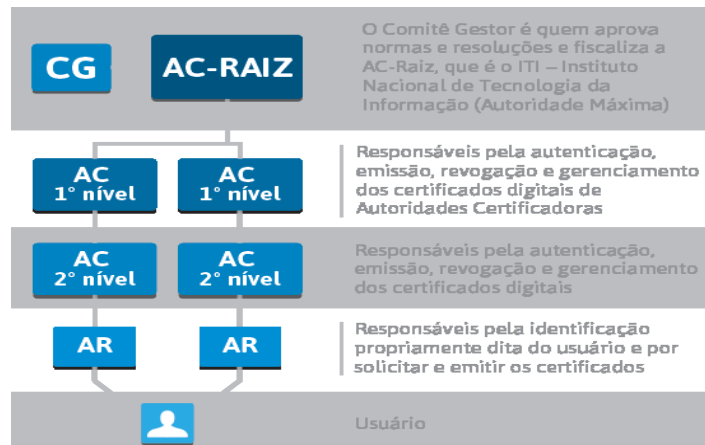 CG
AC-RAIZ
O Comitê Gestor é quem aprova
normas e resoluções e fiscaliza a
AC-Raiz, que é o ITI – Instituto
Nacional de Tecnologia da
Informação (Autoridade Máxima)
AC
1° nível
AC
1° nível
Responsáveis pela autenticação,
emissão, revogação e gerenciamento
dos certificados digitais de
Autoridades Certificadoras
AC
2° nível
AC
2° nível
Responsáveis pela autenticação,
emissão, revogação e gerenciamento
dos certificados digitais
AR
AR
Responsáveis pela identificação
propriamente dita do usuário e por
solicitar e emitir os certificados
Usuário